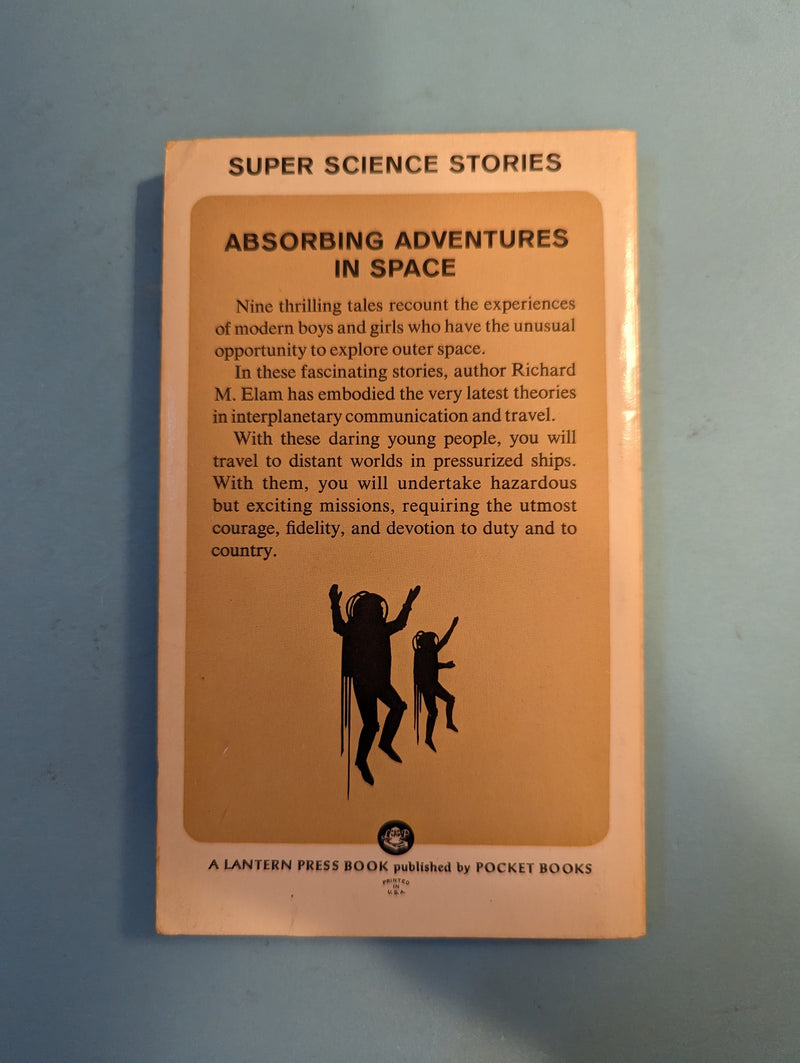 SUPER SCIENCE STORIES
ABSORBING ADVENTURES
IN SPACE
Nine thrilling tales recount the experiences
of modern boys and girls who have the unusual
opportunity to explore outer space.
In these fascinating stories, author Richard
M. Elam has embodied the very latest theories
in interplanetary communication and travel.
With these daring young people, you will
travel to distant worlds in pressurized ships.
With them, you will undertake hazardous
but exciting missions, requiring the utmost
courage, fidelity, and devotion to duty and to
country.
A LANTERN PRESS BOOK published by POCKET BOOKS
PRINTED
IN
U.S.A.